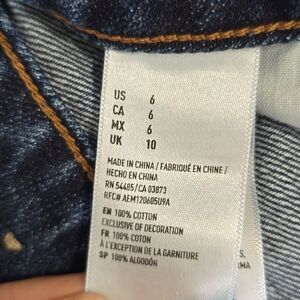 US 6
CA 6
MX 6
UK 10
MADE IN CHINA / FABRIQUÉ EN CHINE /
HECHO EN CHINA
RN 54485/CA 03873
RFC# AEM120605U9A
EN 100% COTTON
EXCLUSIVE OF DECORATION
FR 100% COTON
À L'EXCEPTION DE LA GARNITURE
SP 100% ALGODÓN
S.
IMA